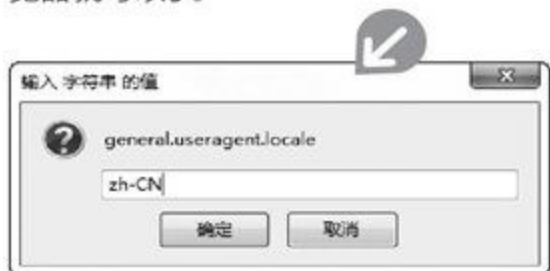 输入 字符串 的值
general.useragent.locale
zh-CN
确定
取消